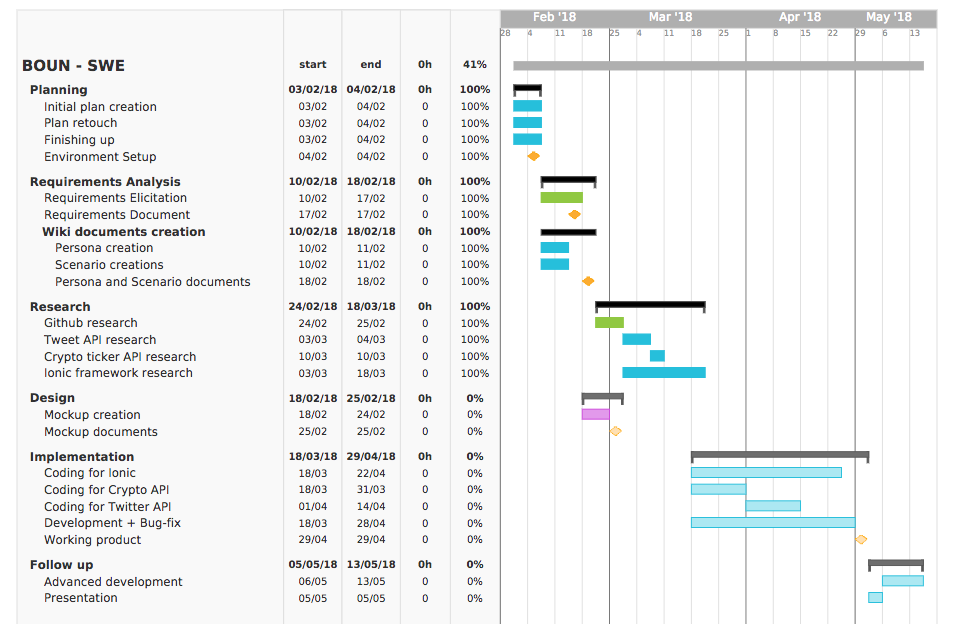 Feb '18 Mar '18 Apr '18 May '18
28 4 11 18 25 4 11 18 25 1 8 15 22 29 6 13
BOUN - SWE start end 0h 41%
Planning 03/02/18 04/02/18 0h 100%
Initial plan creation 03/02 04/02 0 100%
Plan retouch 03/02 04/02 0 100%
Finishing up 03/02 04/02 0 100%
Environment Setup 04/02 04/02 0 100%
Requirements Analysis 10/02/18 18/02/18 0h 100%
Requirements Elicitation 10/02 17/02 0 100%
Requirements Document 17/02 17/02 0 100%
Wiki documents creation 10/02/18 18/02/18 0h 100%
Persona creation 10/02 11/02 0 100%
Scenario creations 10/02 11/02 0 100%
Persona and Scenario documents 18/02 18/02 0 100%
Research 24/02/18 18/03/18 0h 100%
Github research 24/02 25/02 0 100%
Tweet API research 03/03 04/03 0 100%
Crypto ticker API research 10/03 10/03 0 100%
Ionic framework research 03/03 18/03 0 100%
Design 18/02/18 25/02/18 0h 0%
Mockup creation 18/02 24/02 0 0%
Mockup documents 25/02 25/02 0 0%
Implementation 18/03/18 29/04/18 0h 0%
Coding for Ionic 18/03 22/04 0 0%
Coding for Crypto API 18/03 31/03 0 0%
Coding for Twitter API 01/04 14/04 0 0%
Development + Bug-fix 18/03 28/04 0 0%
Working product 29/04 29/04 0 0%
Follow up 05/05/18 13/05/18 0h 0%
Advanced development 06/05 13/05 0 0%
Presentation 05/05 05/05 0 0%